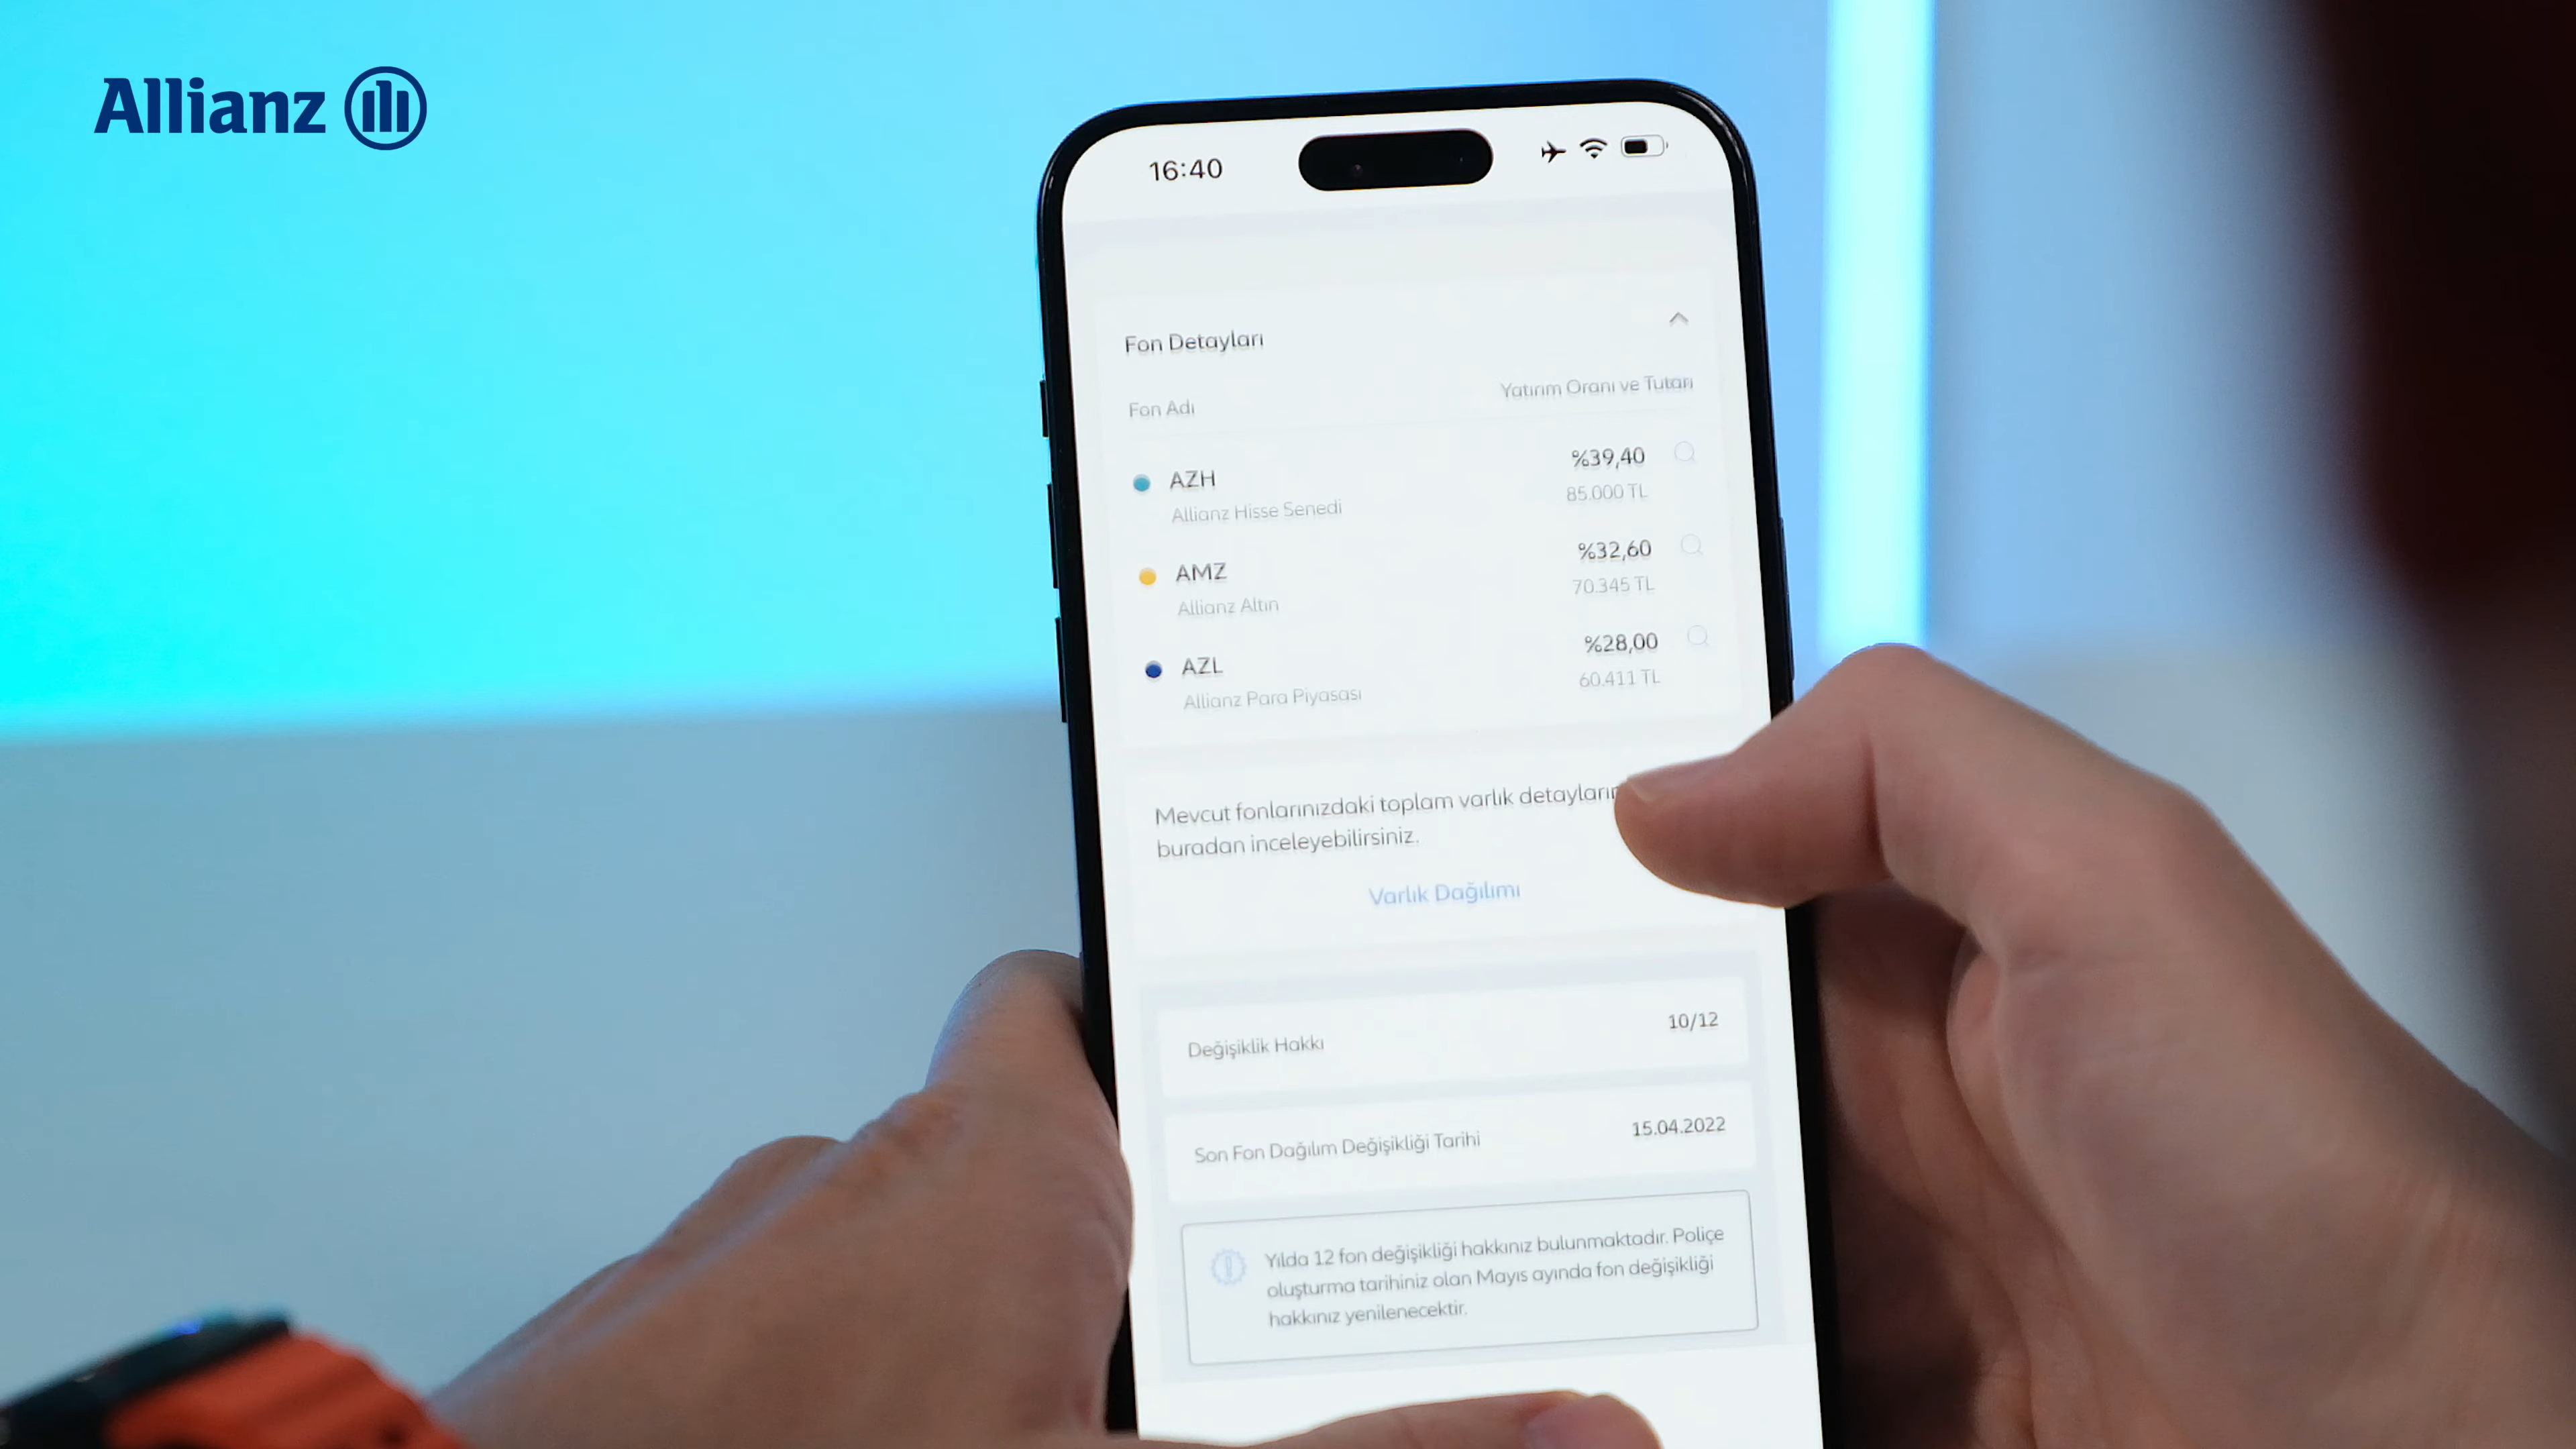 Allianz
16:40
Fon Detayları
Fon Adı
Yatırım Oranı ve Tutarı
AZH
%39,40
Allianz Hisse Senedi
85.000 TL
AMZ
%32,60
Allianz Altın
70.345 TL
AZL
%28,00
Allianz Para Piyasası
60.411 TL
Mevcut fonlarınızdaki toplam varlık
buradan inceleyebilirsiniz.
Varlık Dağılımı
Değişiklik Hakkı
10/12
Son Fon Dağılım Değişikliği Tarihi
15.04.2022
Yılda 12 fon değişikliği hakkınız bulunmaktadır. Poliçe
oluşturma tarihiniz olan Mayıs ayında fon değişikliği
hakkınız yenilenecektir.